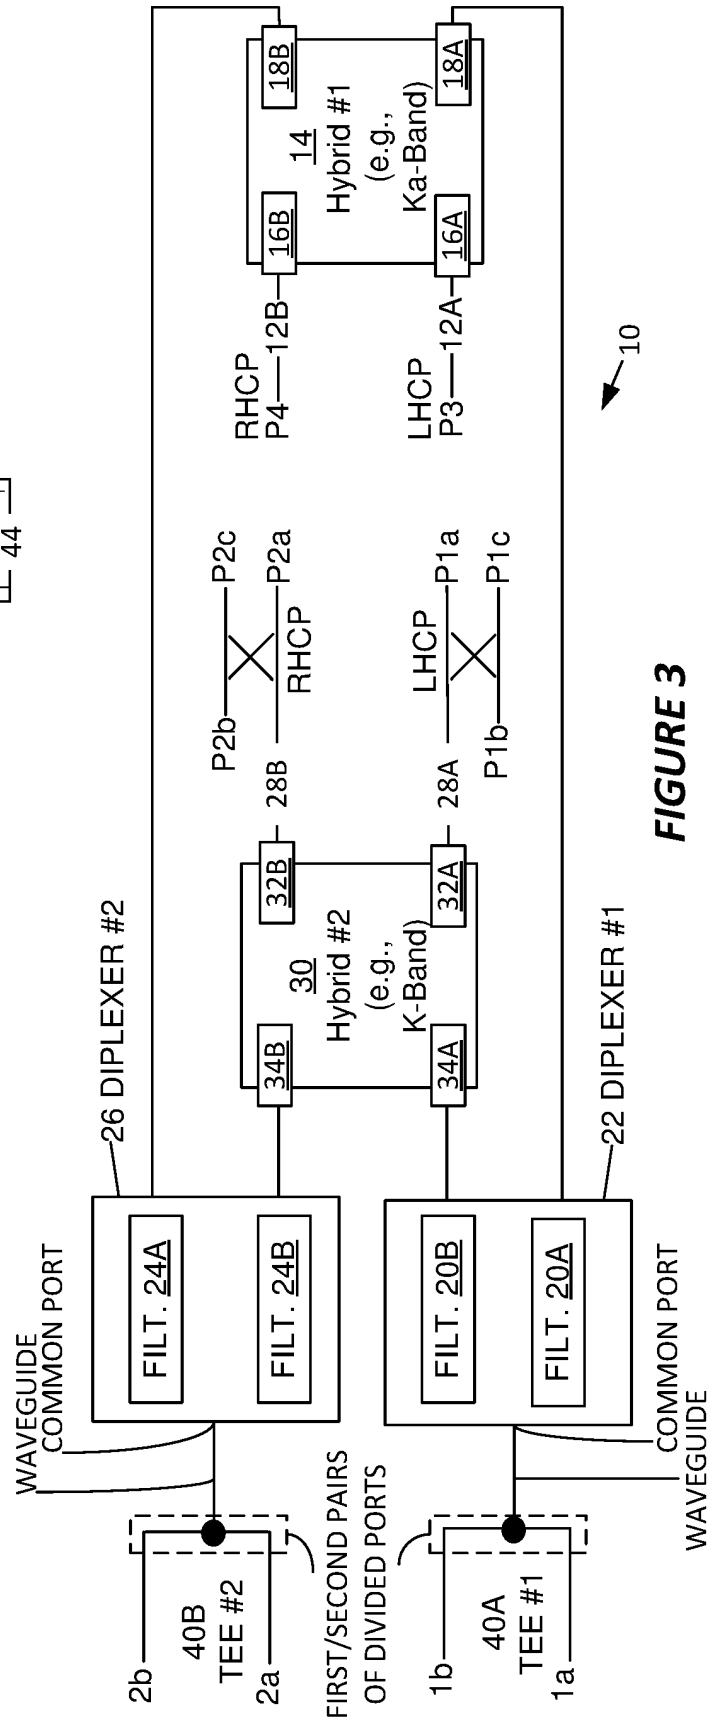 44
WAVEGUIDE
COMMON PORT
26 DIPLEXER #2
FILT. 24A
FILT. 24B
2b
40B
TEE #2
2a
FIRST/SECOND PAIRS
OF DIVIDED PORTS
1b
40A
TEE #1
1a
FILT. 20B
FILT. 20A
COMMON PORT
WAVEGUIDE
22 DIPLEXER #1
34B
32B
30
Hybrid #2
(e.g.,
K-Band)
34A
32A
28B
28A
P2b
P2c
P2a
RHCP
LHCP
P1a
P1b
P1c
RHCP
P4
12B
LHCP
P3
12A
16B
18B
14
Hybrid #1
(e.g.,
Ka-Band)
16A
18A
10
FIGURE 3